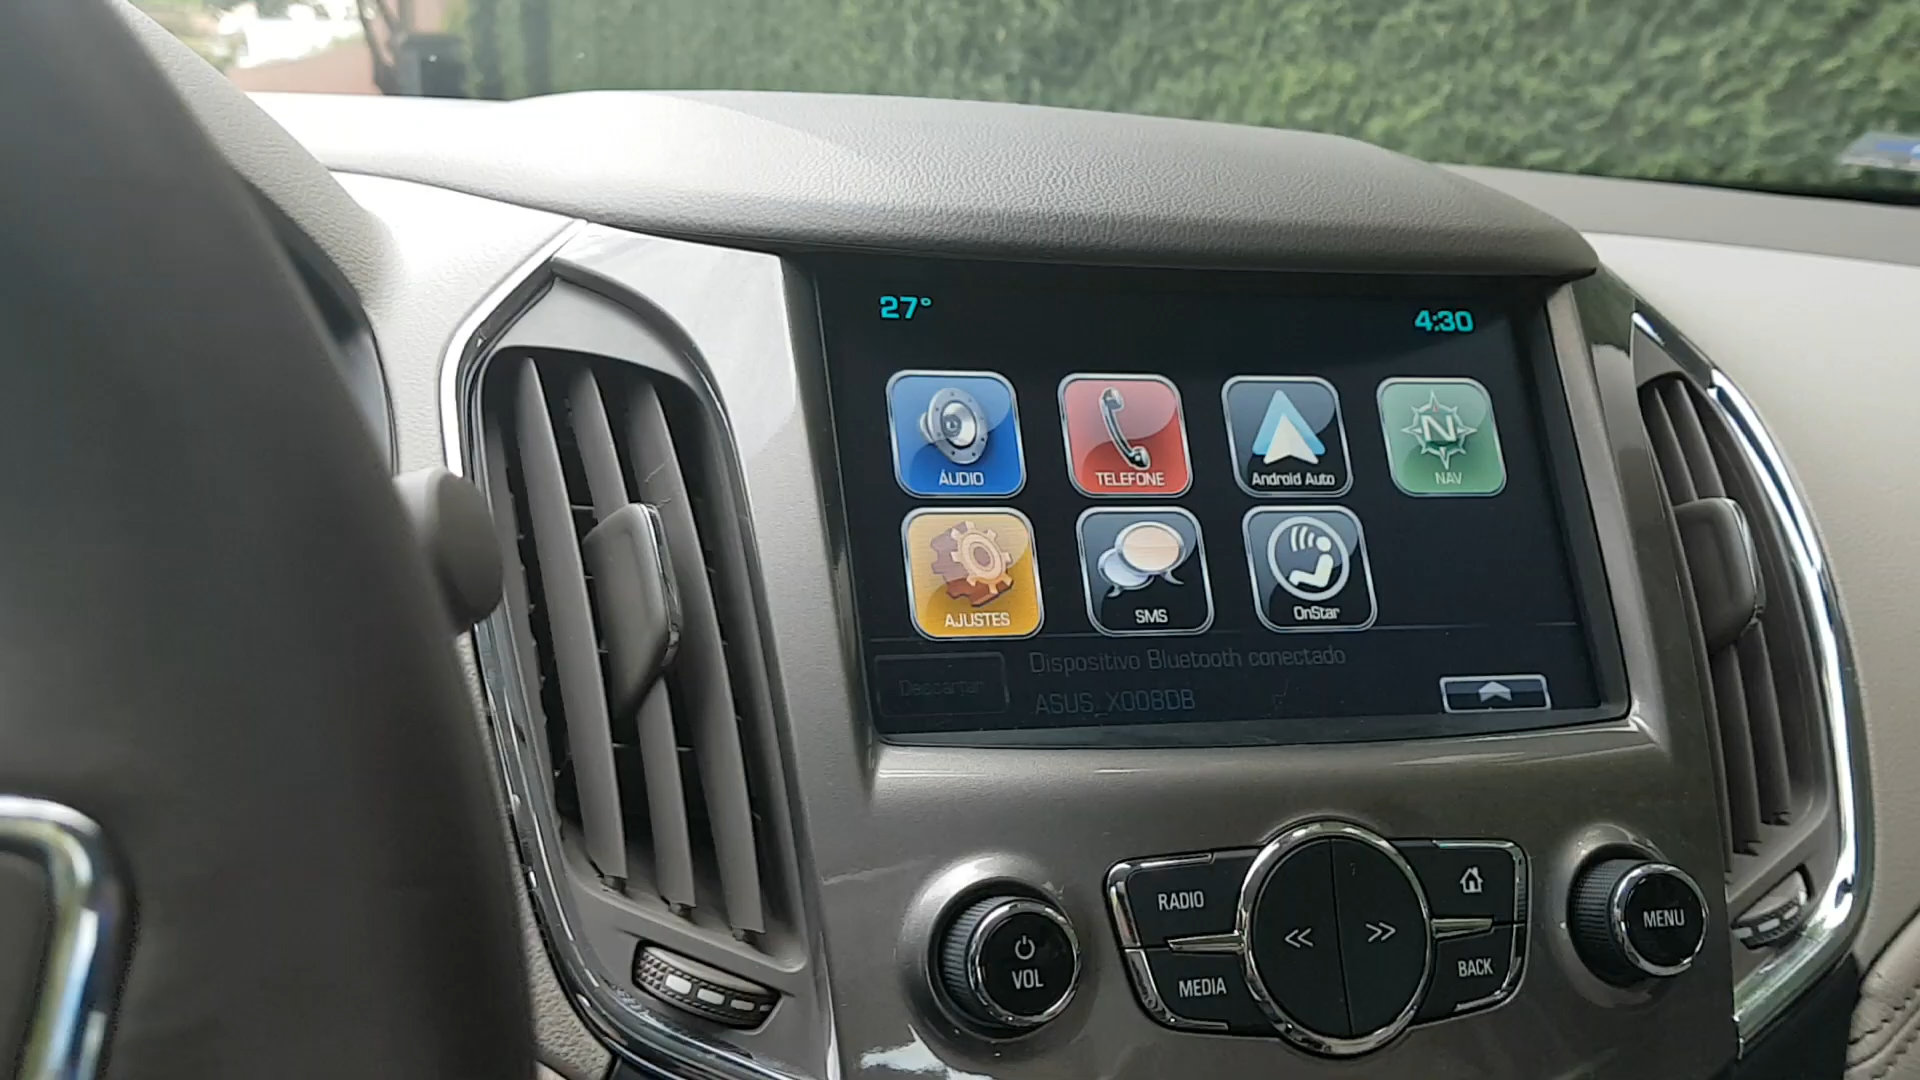 27°
4:30
ÁUDIO
TELEFONE
Android Auto
NAV
AJUSTES
SMS
OnStar
Descartar
Dispositivo Bluetooth conectado
ASUS_X008DB
RADIO
MEDIA
VOL
BACK
MENU